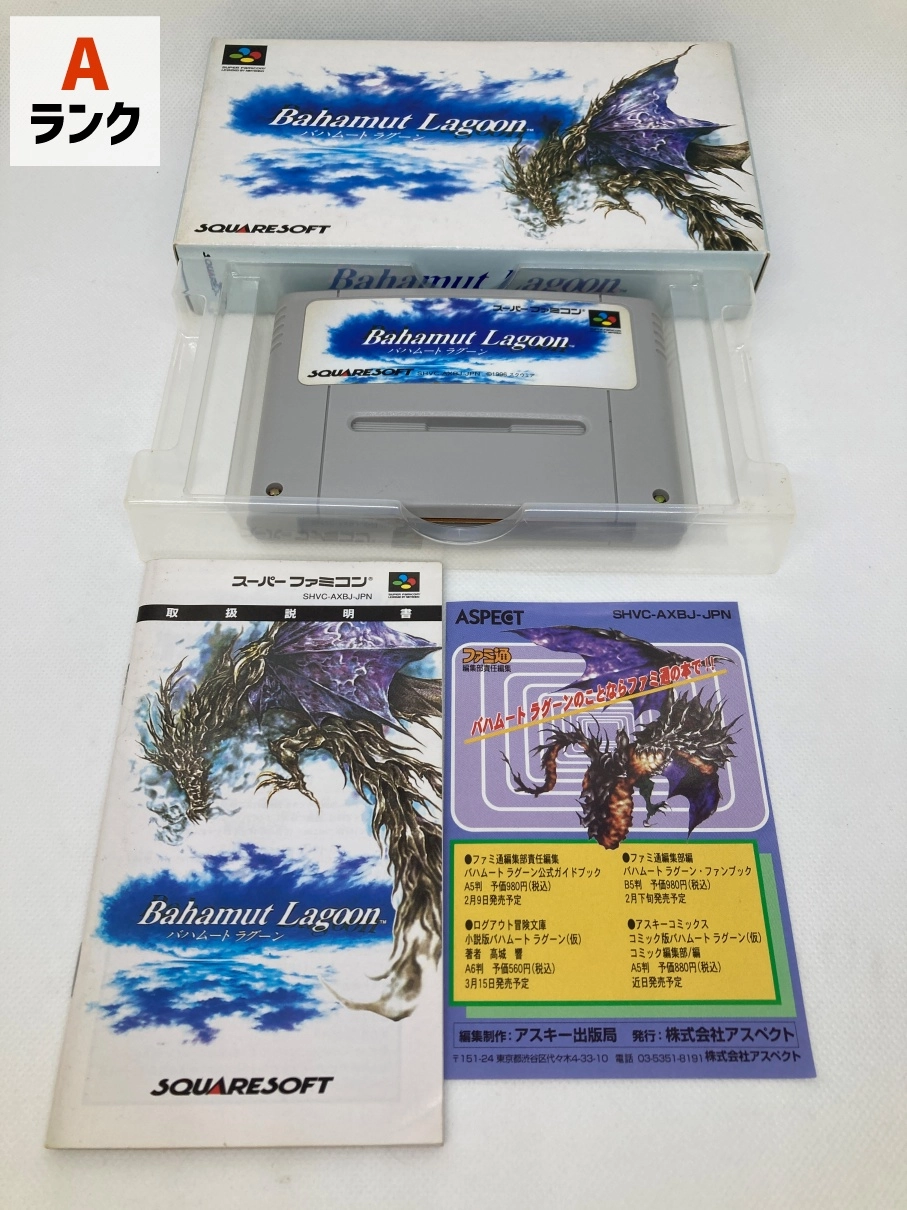 A
ランク
SUPER FAMICOM
LICENSED BY NINTENDO
Bahamut Lagoon™
バハムート ラグーン
SQUARESOFT
Bahamut Lagoon
スーパーファミコン®
Bahamut Lagoon™
バハムート ラグーン
SQUARESOFT SHVC-AXBJ-JPN ©1996 スクウェア
スーパーファミコン®
SHVC-AXBJ-JPN
取扱説明書
Bahamut Lagoon™
バハムート ラグーン
SQUARESOFT
ASPECT SHVC-AXBJ-JPN
ファミ通
編集部責任編集
バハムート ラグーンのことならファミ通の本で!!
●ファミ通編集部責任編集
バハムート ラグーン公式ガイドブック
A5判 予価980円(税込)
2月9日発売予定
●ファミ通編集部編
バハムート ラグーン・ファンブック
B5判 予価980円(税込)
2月下旬発売予定
●ログアウト冒険文庫
小説版バハムート ラグーン(仮)
著者 高城 響
A6判 予価560円(税込)
3月15日発売予定
●アスキーコミックス
コミック版バハムート ラグーン(仮)
コミック編集部/編
A5判 予価880円(税込)
近日発売予定
編集制作:アスキー出版局 発行:株式会社アスペクト
〒151-24 東京都渋谷区代々木4-33-10 電話 03-5351-8191 株式会社アスペクト